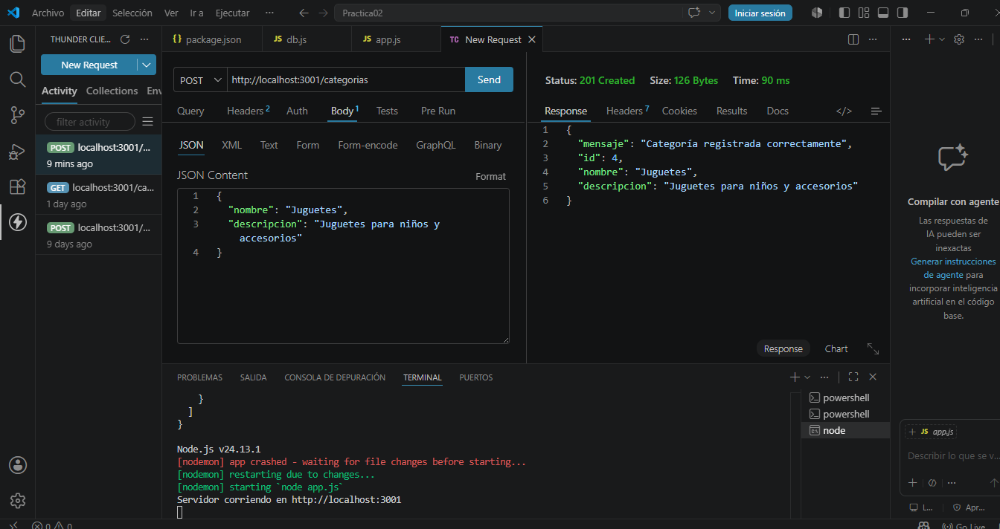 Archivo Editar Selección Ver Ir a Ejecutar ··· Practica02 Iniciar sesión
THUNDER CLIE... ···
New Request
Activity Collections Env
filter activity
POST localhost:3001/...
9 mins ago
GET localhost:3001/ca...
1 day ago
POST localhost:3001/...
9 days ago
{} package.json JS db.js JS app.js TC New Request
POST http://localhost:3001/categorias Send
Query Headers 2 Auth Body 1 Tests Pre Run
JSON XML Text Form Form-encode GraphQL Binary
JSON Content Format
1 {
2 "nombre": "Juguetes",
3 "descripcion": "Juguetes para niños y
accesorios"
4 }
Status: 201 Created Size: 126 Bytes Time: 90 ms
Response Headers 7 Cookies Results Docs </>
1 {
2 "mensaje": "Categoría registrada correctamente",
3 "id": 4,
4 "nombre": "Juguetes",
5 "descripcion": "Juguetes para niños y accesorios"
6 }
Response Chart
PROBLEMAS SALIDA CONSOLA DE DEPURACIÓN TERMINAL PUERTOS
}
]
}
Node.js v24.13.1
[nodemon] app crashed - waiting for file changes before starting...
[nodemon] restarting due to changes...
[nodemon] starting `node app.js`
Servidor corriendo en http://localhost:3001
powershell
powershell
node
Compilar con agente
Las respuestas de
IA pueden ser
inexactas
Generar instrucciones
de agente para
incorporar inteligencia
artificial en el código
base.
+ JS app.js
Describir lo que se v...
L... Apr...
0 0
Go Live